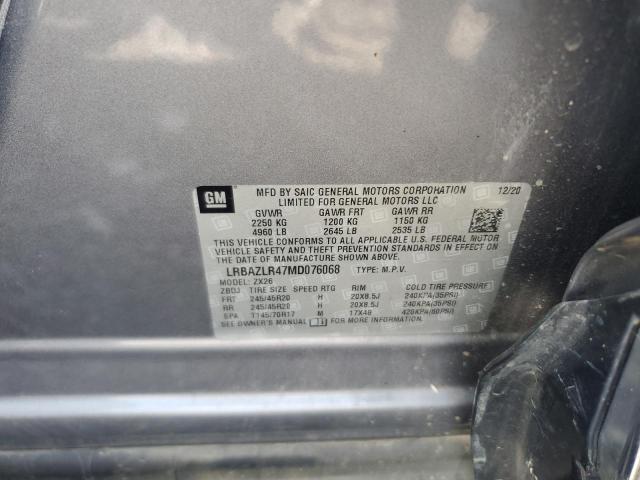 GM
MFD BY SAIC GENERAL MOTORS CORPORATION 12/20
LIMITED FOR GENERAL MOTORS LLC
GVWR GAWR FRT GAWR RR
2250 KG 1200 KG 1150 KG
4960 LB 2645 LB 2535 LB
THIS VEHICLE CONFORMS TO ALL APPLICABLE U.S. FEDERAL MOTOR
VEHICLE SAFETY AND THEFT PREVENTION STANDARDS IN EFFECT ON
THE DATE OF MANUFACTURE SHOWN ABOVE.
LRBAZLR47MD076068 TYPE: M.P.V.
MODEL: ZX26
ZBDJ TIRE SIZE SPEED RTG RIM COLD TIRE PRESSURE
FRT 245/45R20 H 20X8.5J 240KPA(35PSI)
RR 245/45R20 H 20X8.5J 240KPA(35PSI)
SPA T145/70R17 M 17X4B 420KPA(60PSI)
SEE OWNER'S MANUAL FOR MORE INFORMATION.